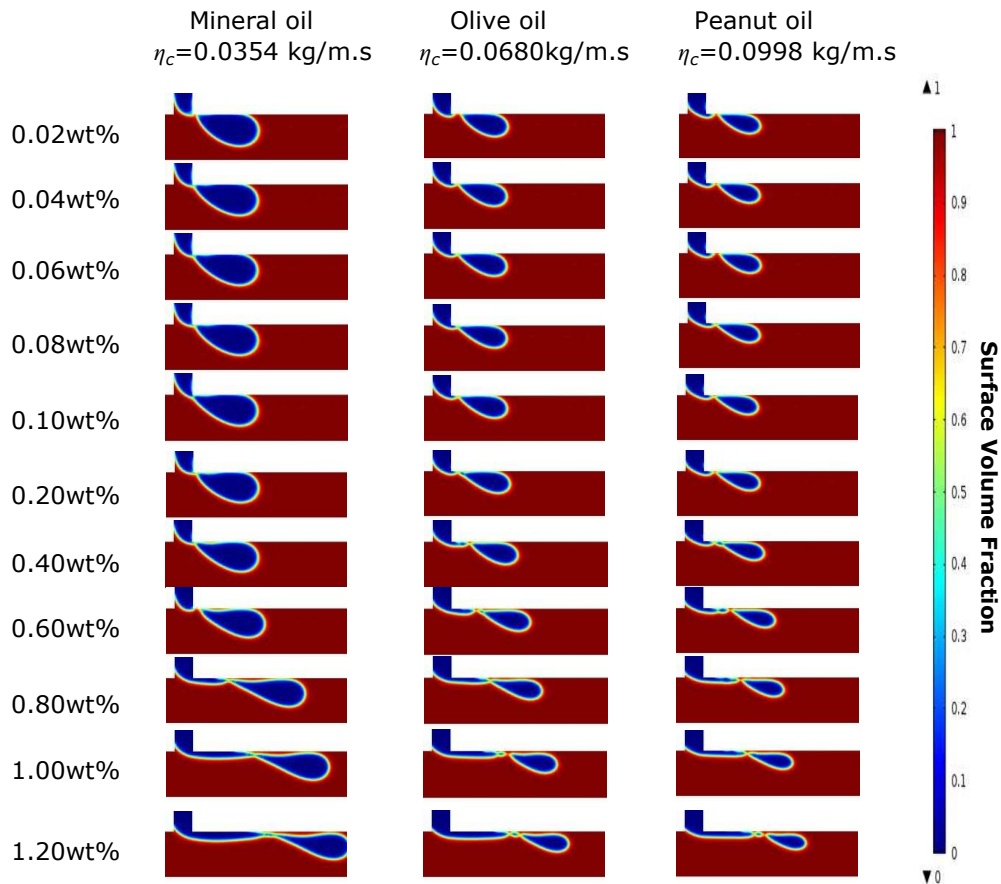 Mineral oil Olive oil Peanut oil
η_c=0.0354 kg/m.s η_c=0.0680kg/m.s η_c=0.0998 kg/m.s
▲ 1
1
0.02wt%
0.9
0.04wt%
0.8
0.06wt%
0.7
0.08wt%
0.6
0.10wt%
0.5
0.20wt%
0.4
0.40wt%
0.3
0.60wt%
0.2
0.80wt%
0.1
1.00wt%
0
1.20wt%
▼ 0
Surface Volume Fraction